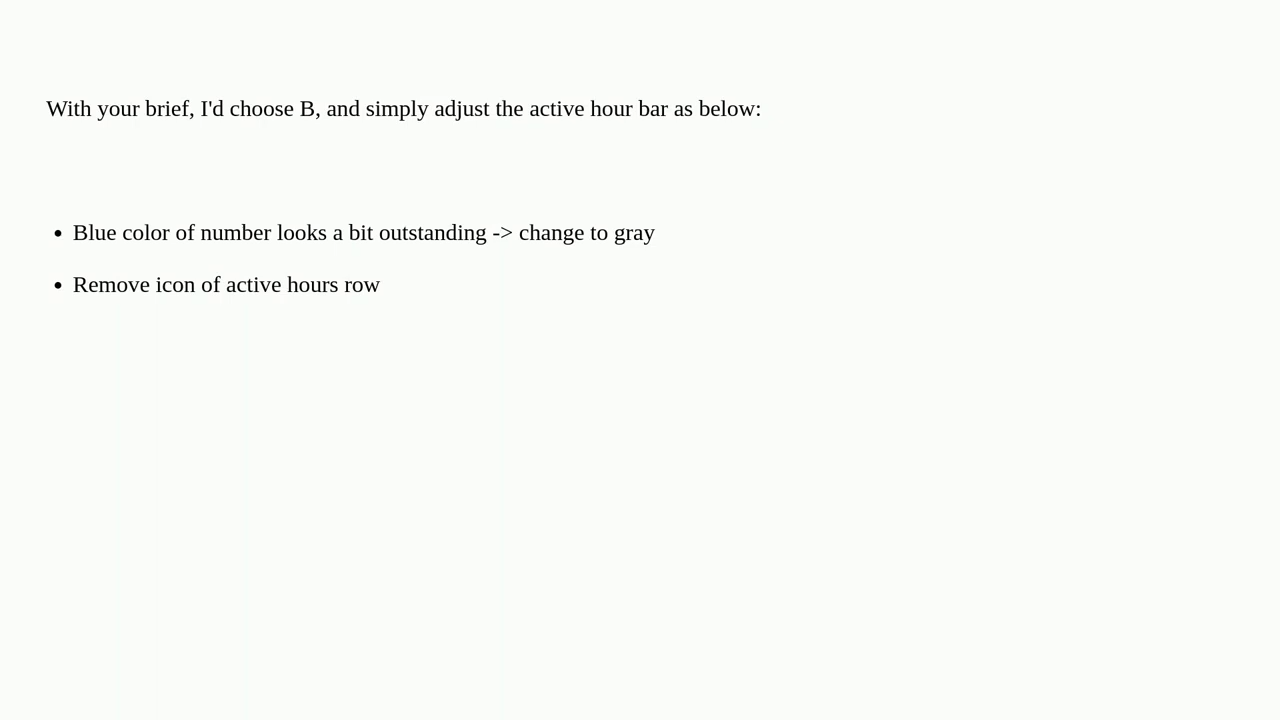 With your brief, I'd choose B, and simply adjust the active hour bar as below:
• Blue color of number looks a bit outstanding -> change to gray
• Remove icon of active hours row